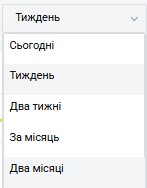 Тиждень
Сьогодні
Тиждень
Два тижні
За місяць
Два місяці